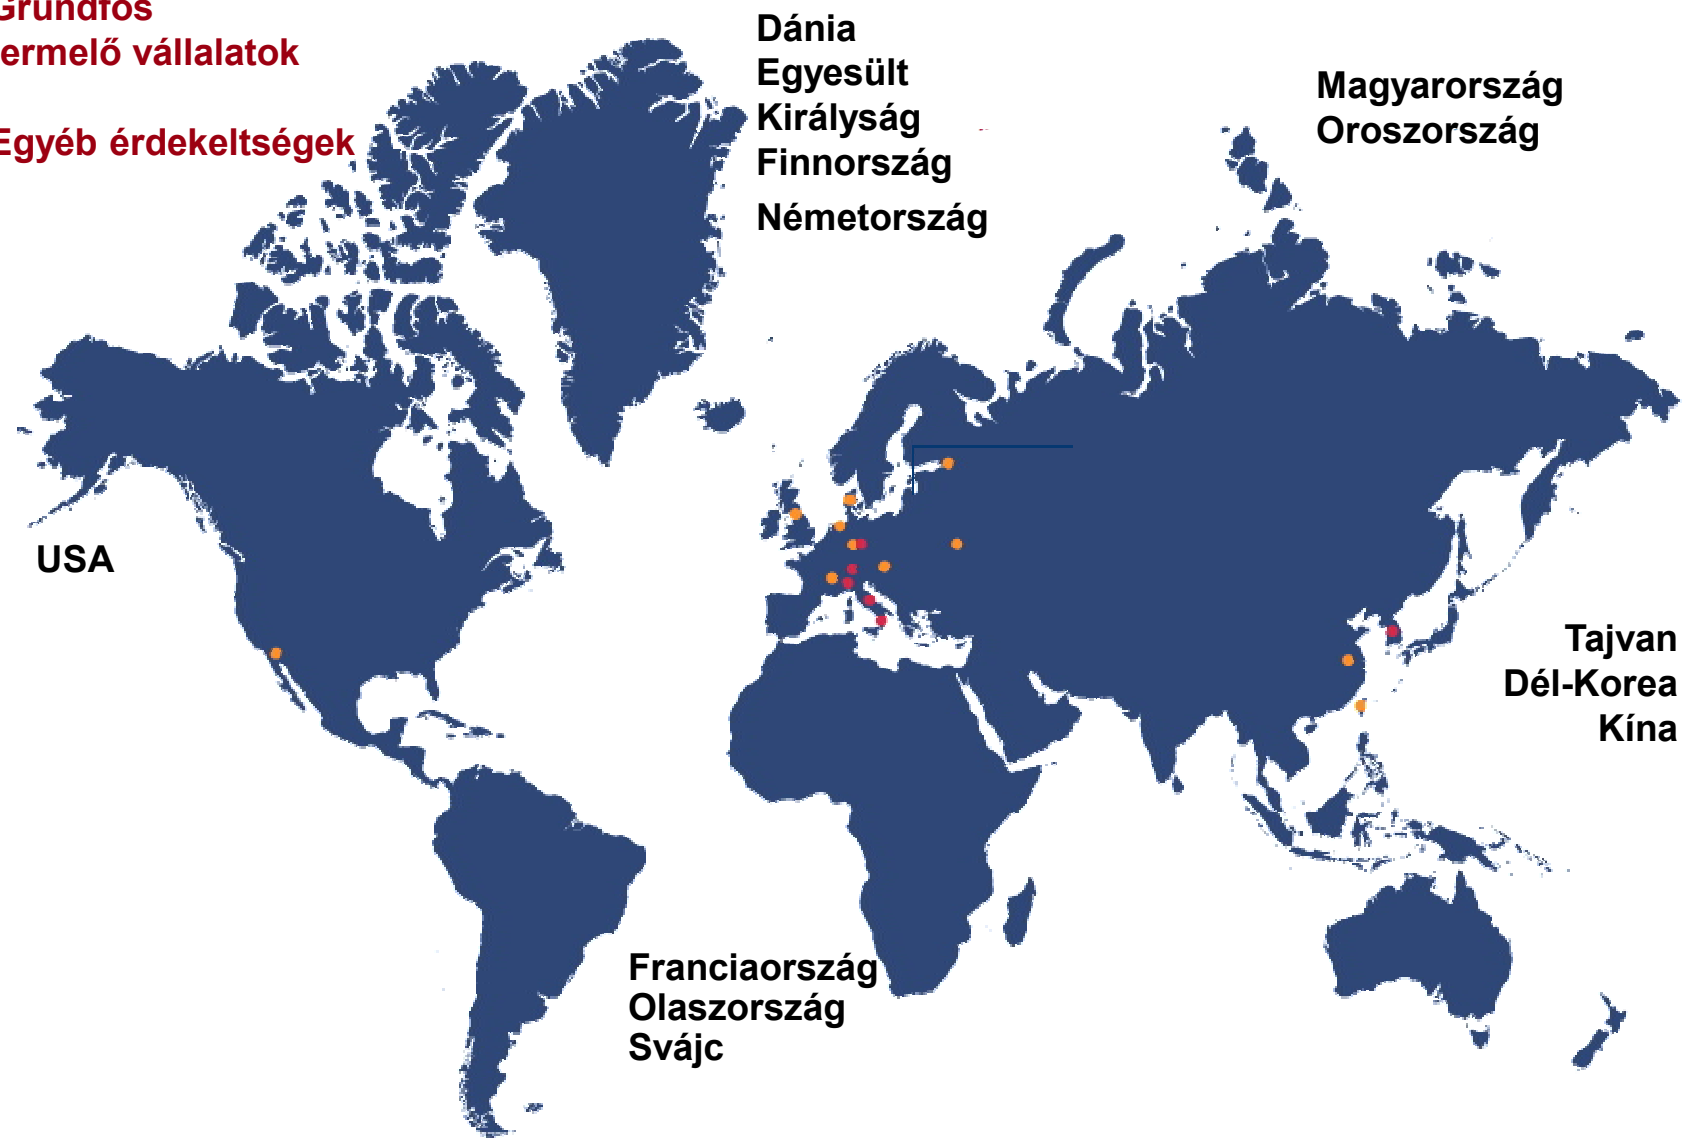 Grundfos
ermelő vállalatok
Egyéb érdekeltségek
Dánia
Egyesült
Királyság
Finnország
Németország
Magyarország
Oroszország
USA
Tajvan
Dél-Korea
Kína
Franciaország
Olaszország
Svájc